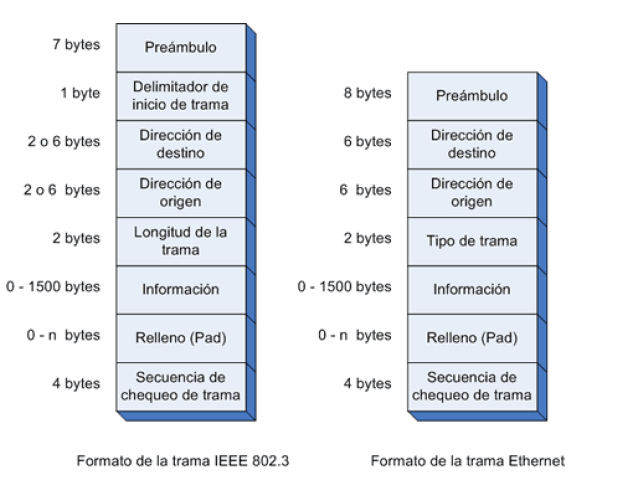 7 bytes
Preámbulo
1 byte
Delimitador de
inicio de trama
2 o 6 bytes
Dirección de
destino
2 o 6 bytes
Dirección de
origen
2 bytes
Longitud de la
trama
0 - 1500 bytes
Información
0 - n bytes
Relleno (Pad)
4 bytes
Secuencia de
chequeo de trama
Formato de la trama IEEE 802.3
8 bytes
Preámbulo
6 bytes
Dirección de
destino
6 bytes
Dirección de
origen
2 bytes
Tipo de trama
0 - 1500 bytes
Información
0 - n bytes
Relleno (Pad)
4 bytes
Secuencia de
chequeo de trama
Formato de la trama Ethernet